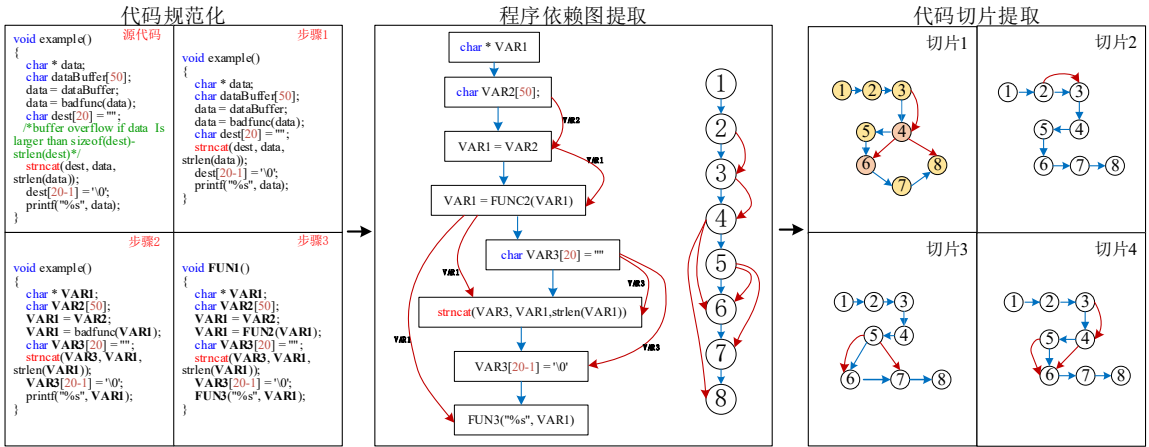 代码规范化
源代码
void example()
{
char * data;
char dataBuffer[50];
data = dataBuffer;
data = badfunc(data);
char dest[20] = "";
/*buffer overflow if data Is
larger than sizeof(dest)-
strlen(dest)*/
strncat(dest, data,
strlen(data));
dest[20-1] = '\0';
printf("%s", data);
}
步骤1
void example()
{
char * data;
char dataBuffer[50];
data = dataBuffer;
data = badfunc(data);
char dest[20] = "";
strncat(dest, data,
strlen(data));
dest[20-1] = '\0';
printf("%s", data);
}
步骤2
void example()
{
char * VAR1;
char VAR2[50];
VAR1 = VAR2;
VAR1 = badfunc(VAR1);
char VAR3[20] = "";
strncat(VAR3, VAR1,
strlen(VAR1));
VAR3[20-1] = '\0';
printf("%s", VAR1);
}
步骤3
void FUN1()
{
char * VAR1;
char VAR2[50];
VAR1 = VAR2;
VAR1 = FUN2(VAR1);
char VAR3[20] = "";
strncat(VAR3, VAR1,
strlen(VAR1));
VAR3[20-1] = '\0';
FUN3("%s", VAR1);
}
程序依赖图提取
char * VAR1
char VAR2[50];
VAR2
VAR1 = VAR2
VAR1
VAR1 = FUNC2(VAR1)
char VAR3[20] = ""
VAR1
VAR3
strncat(VAR3, VAR1,strlen(VAR1))
VAR1
VAR3
VAR3[20-1] = '\0'
FUN3("%s", VAR1)
1
2
3
4
5
6
7
8
代码切片提取
切片1
1 2 3
5 4
6 8
7
切片2
1 2 3
5 4
6 7 8
切片3
1 2 3
5 4
6 7 8
切片4
1 2 3
5 4
6 7 8